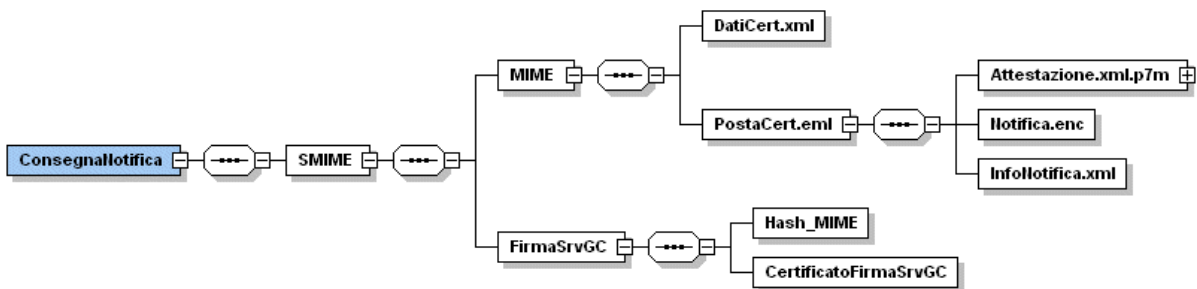 DatiCert.xml
MIME
Attestazione.xml.p7m
PostaCert.eml
Notifica.enc
ConsegnaNotifica
SMIME
InfoNotifica.xml
Hash_MIME
FirmaSrvGC
CertificatoFirmaSrvGC